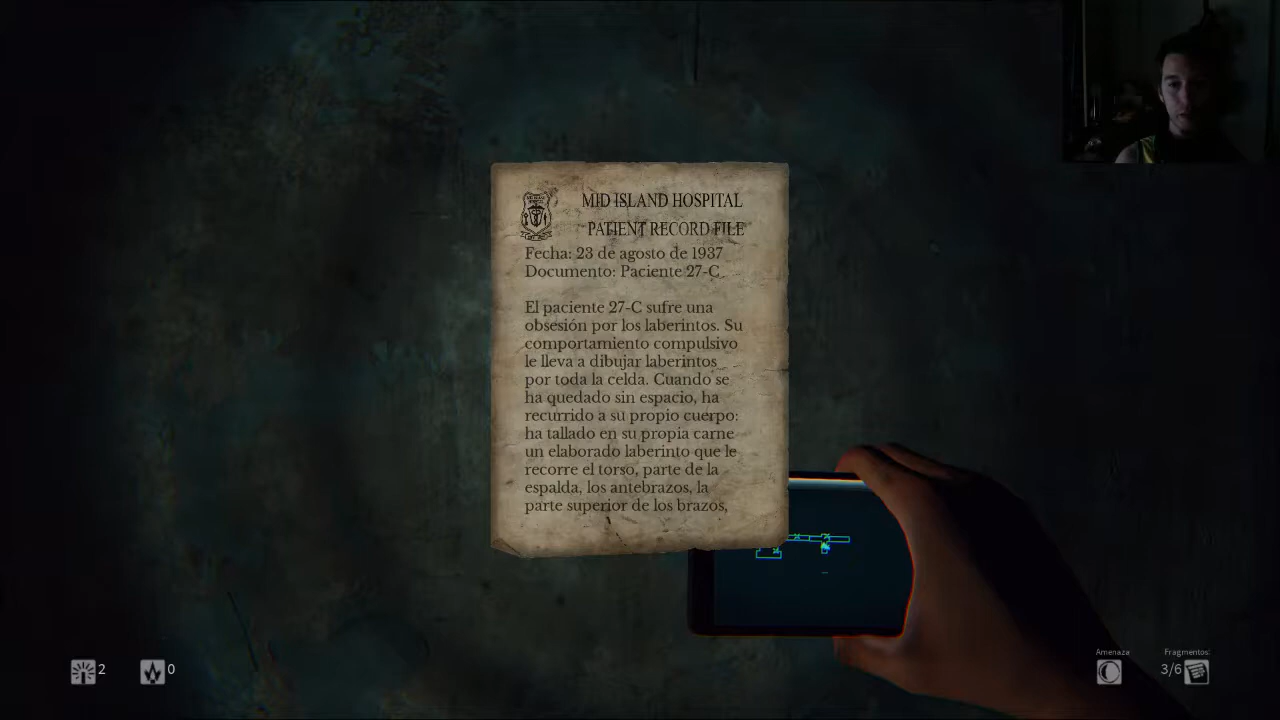 MID ISLAND HOSPITAL
PATIENT RECORD FILE
Fecha: 23 de agosto de 1937
Documento: Paciente 27-C
El paciente 27-C sufre una
obsesión por los laberintos. Su
comportamiento compulsivo
le lleva a dibujar laberintos
por toda la celda. Cuando se
ha quedado sin espacio, ha
recurrido a su propio cuerpo:
ha tallado en su propia carne
un elaborado laberinto que le
recorre el torso, parte de la
espalda, los antebrazos, la
parte superior de los brazos,
2
0
Amenaza
Fragmentos:
3/6